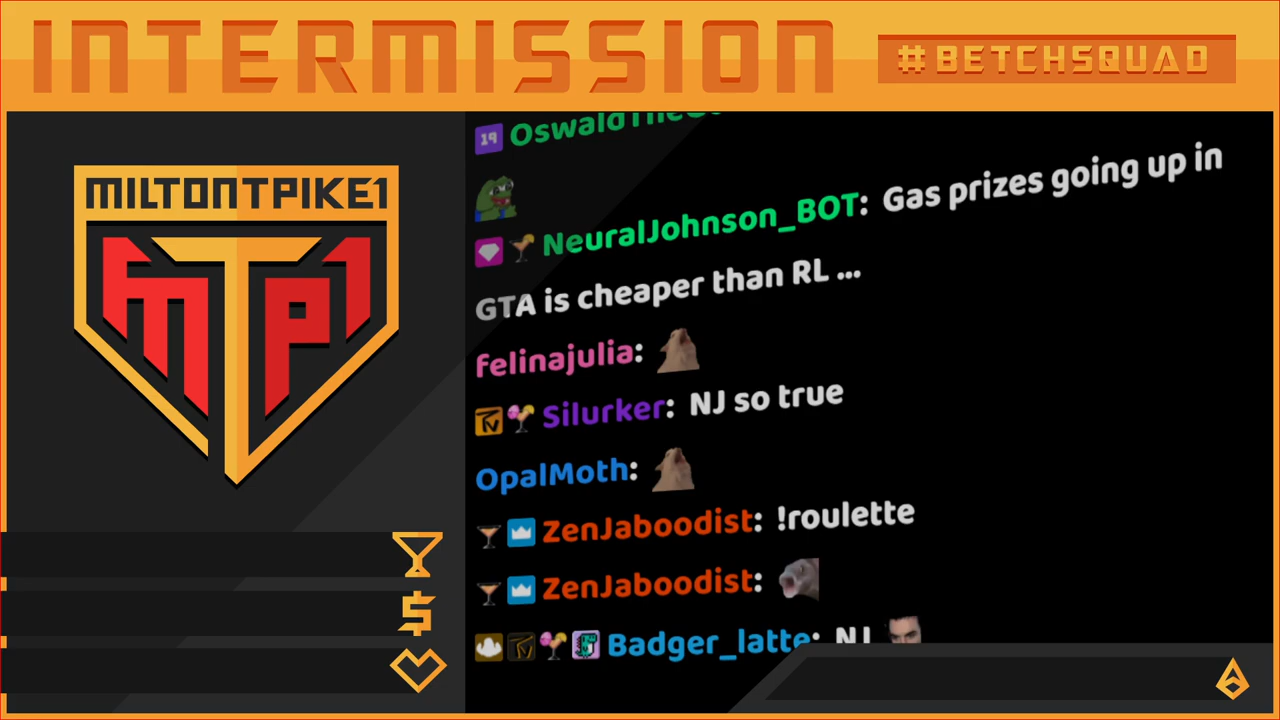 INTERMISSION
#BETCHSQUAD
MILTONTPIKE1
MTP1
19
NeuralJohnson_BOT: Gas prizes going up in
GTA is cheaper than RL ...
felinajulia:
Silurker: NJ so true
OpalMoth:
ZenJaboodist: !roulette
ZenJaboodist:
Badger_latte: NJ
$